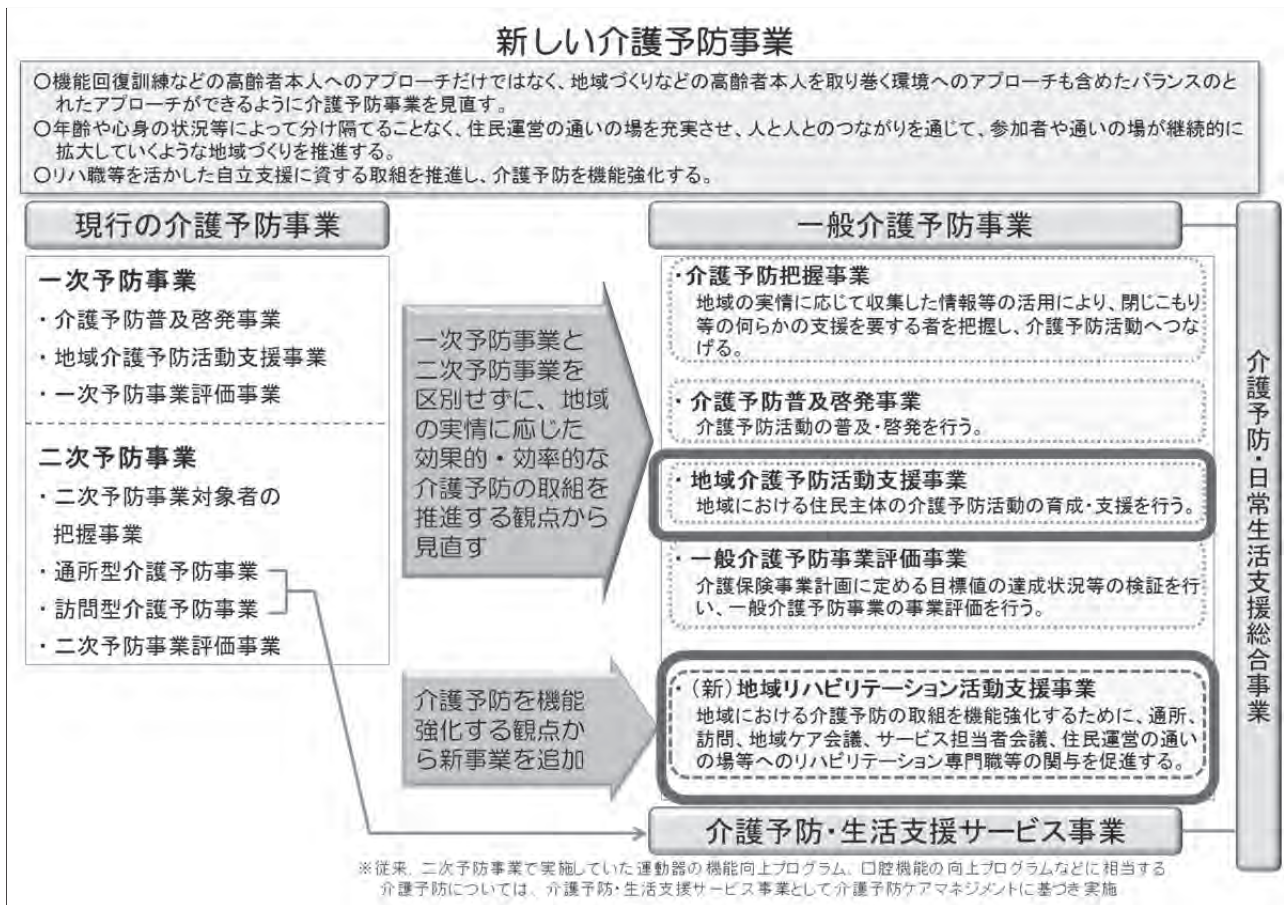 新しい介護予防事業
○機能回復訓練などの高齢者本人へのアプローチだけではなく、地域づくりなどの高齢者本人を取り巻く環境へのアプローチも含めたバランスのと
れたアプローチができるように介護予防事業を見直す。
○年齢や心身の状況等によって分け隔てることなく、住民運営の通いの場を充実させ、人と人とのつながりを通じて、参加者や通いの場が継続的に
拡大していくような地域づくりを推進する。
○リハ職等を活かした自立支援に資する取組を推進し、介護予防を機能強化する。
現行の介護予防事業
一次予防事業
・介護予防普及啓発事業
・地域介護予防活動支援事業
・一次予防事業評価事業
二次予防事業
・二次予防事業対象者の
把握事業
・通所型介護予防事業
・訪問型介護予防事業
・二次予防事業評価事業
一次予防事業と
二次予防事業を
区別せずに、地域
の実情に応じた
効果的・効率的な
介護予防の取組を
推進する観点から
見直す
介護予防を機能
強化する観点か
ら新事業を追加
一般介護予防事業
・介護予防把握事業
地域の実情に応じて収集した情報等の活用により、閉じこもり
等の何らかの支援を要する者を把握し、介護予防活動へつな
げる。
・介護予防普及啓発事業
介護予防活動の普及・啓発を行う。
・地域介護予防活動支援事業
地域における住民主体の介護予防活動の育成・支援を行う。
・一般介護予防事業評価事業
介護保険事業計画に定める目標値の達成状況等の検証を行
い、一般介護予防事業の事業評価を行う。
・(新)地域リハビリテーション活動支援事業
地域における介護予防の取組を機能強化するために、通所、
訪問、地域ケア会議、サービス担当者会議、住民運営の通い
の場等へのリハビリテーション専門職等の関与を促進する。
介護予防・生活支援サービス事業
介護予防・日常生活支援総合事業
※従来、二次予防事業で実施していた運動器の機能向上プログラム、口腔機能の向上プログラムなどに相当する
介護予防については、介護予防・生活支援サービス事業として介護予防ケアマネジメントに基づき実施